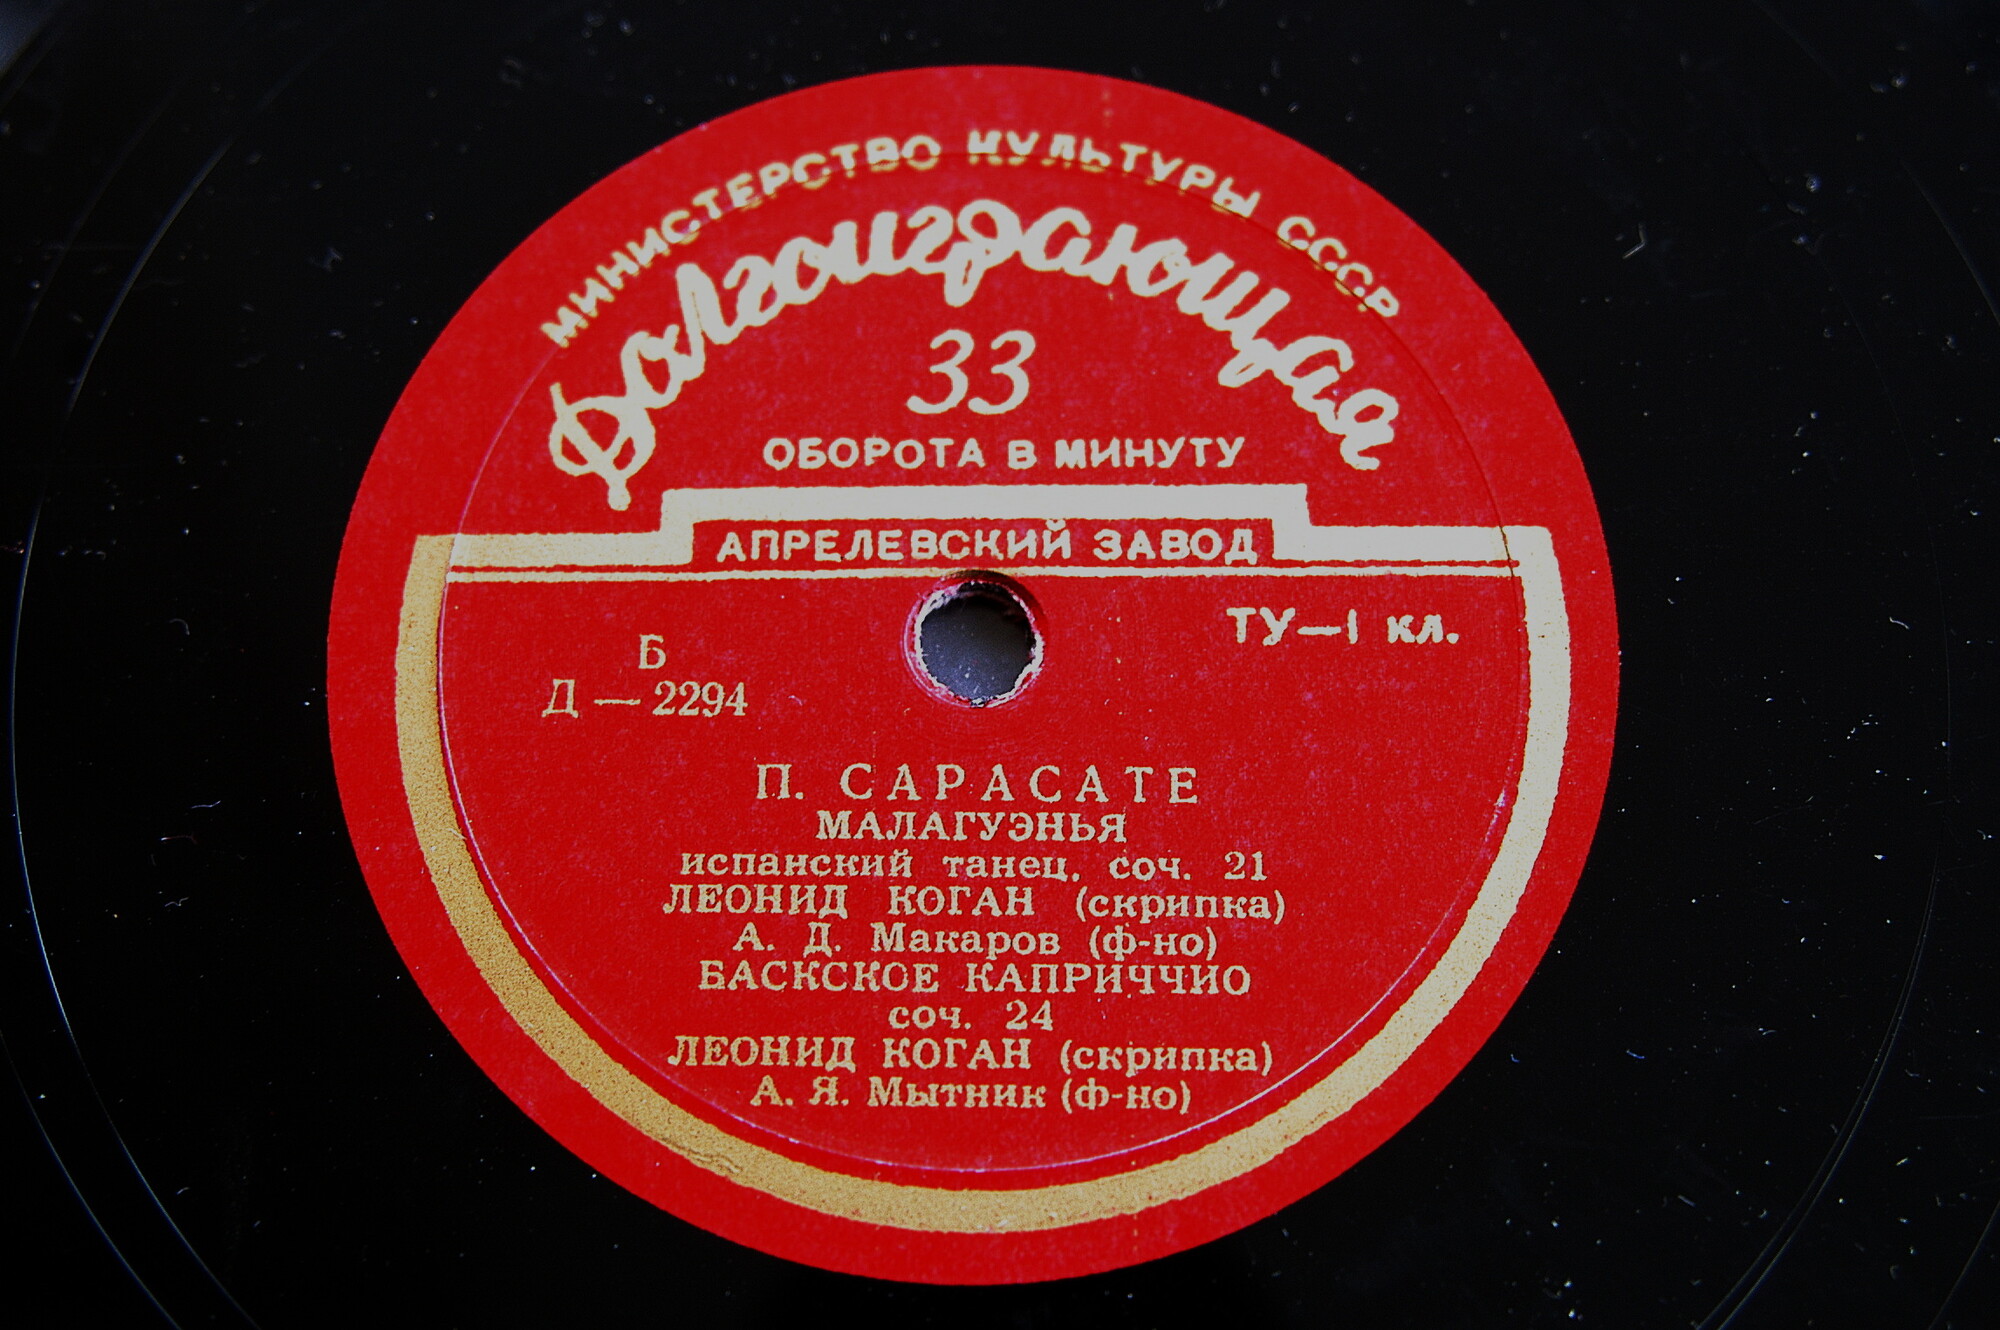 МИНИСТЕРСТВО КУЛЬТУРЫ СССР
Долгоиграющая
33
ОБОРОТА В МИНУТУ
АПРЕЛЕВСКИЙ ЗАВОД
ТУ—1 кл.
Б
Д — 2294
П. САРАСАТЕ
МАЛАГУЭНЬЯ
испанский танец, соч. 21
ЛЕОНИД КОГАН (скрипка)
А. Д. Макаров (ф-но)
БАСКСКОЕ КАПРИЧЧИО
соч. 24
ЛЕОНИД КОГАН (скрипка)
А. Я. Мытник (ф-но)